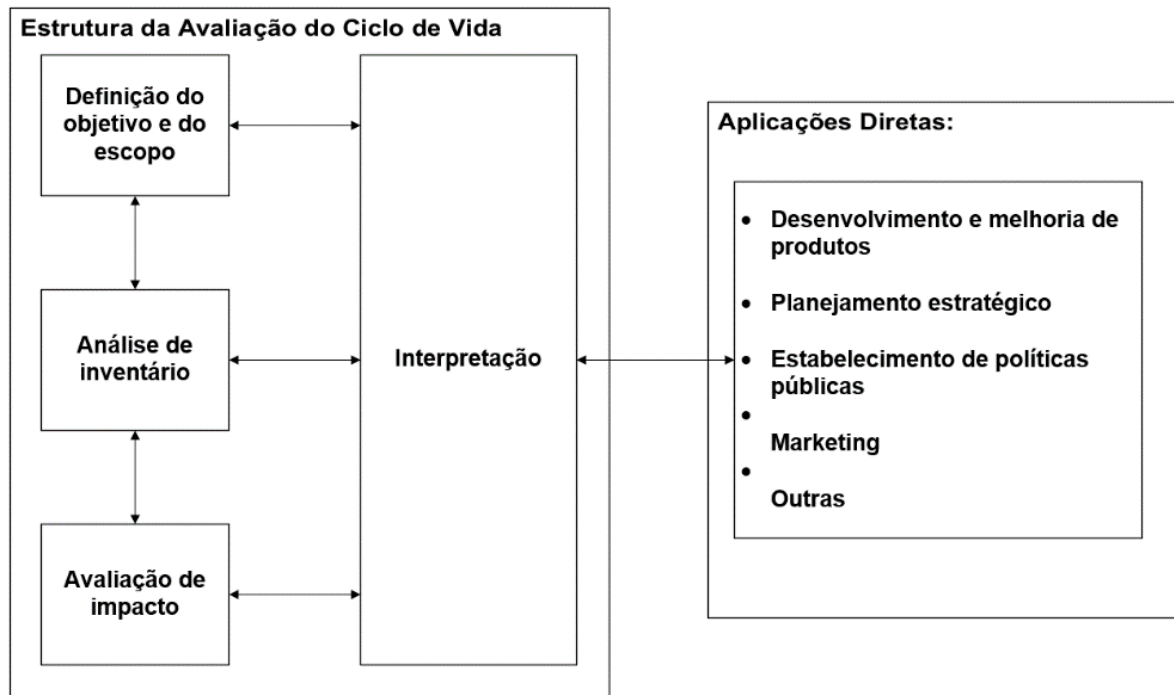 Estrutura da Avaliação do Ciclo de Vida
Definição do
objetivo e do
escopo
Análise de
inventário
Avaliação de
impacto
Interpretação
Aplicações Diretas:
• Desenvolvimento e melhoria de
produtos
• Planejamento estratégico
• Estabelecimento de políticas
públicas
•
Marketing
•
Outras